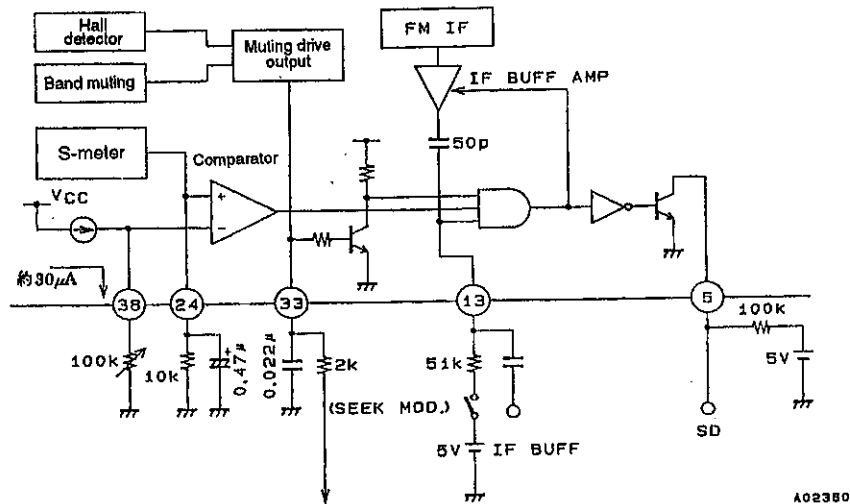 Hall
detector
Band muting
Muting drive
output
FM IF
IF BUFF AMP
50p
S-meter
Comparator
VCC
+
−
約30μA
38
24
33
13
5
100k
10k
+
0.47μ
0.022μ
2k
(SEEK MOD.)
51k
5V
IF BUFF
100k
5V
SD
A02350